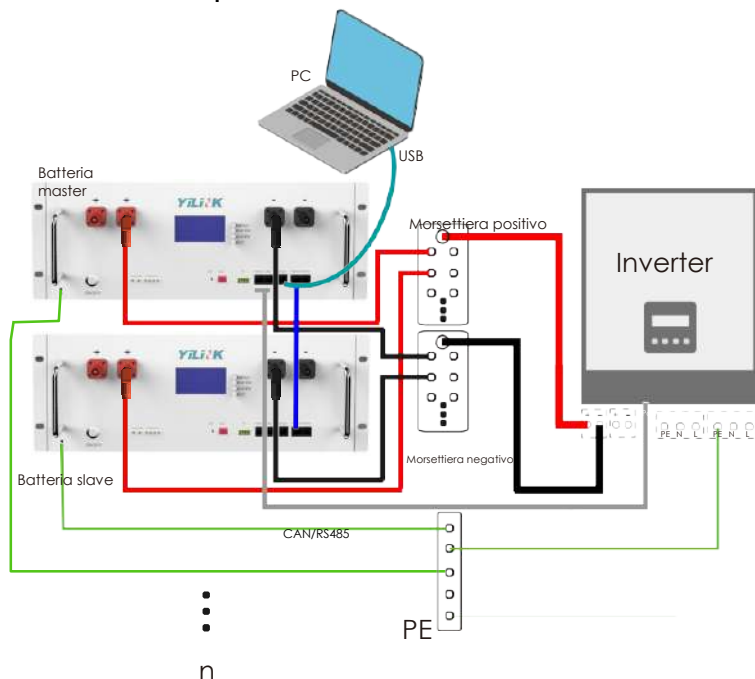 PC
USB
Batteria
master
YiLiNK
Morsettiera positivo
Inverter
YiLiNK
PE N L
PE N L
Batteria slave
Morsettiera negativo
CAN/RS485
PE
n